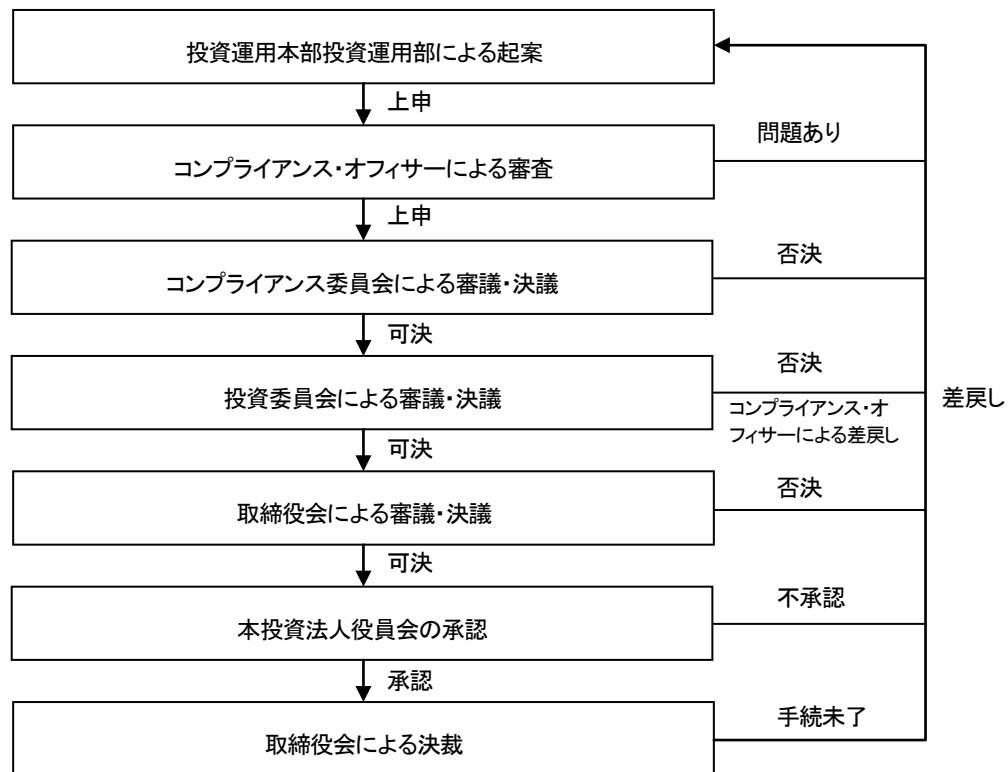 投資運用本部投資運用部による起案
上申
問題あり
コンプライアンス・オフィサーによる審査
上申
否決
コンプライアンス委員会による審議・決議
可決
否決
投資委員会による審議・決議
差戻し
コンプライアンス・オ
フィサーによる差戻し
可決
否決
取締役会による審議・決議
可決
不承認
本投資法人役員会の承認
承認
手続未了
取締役会による決裁